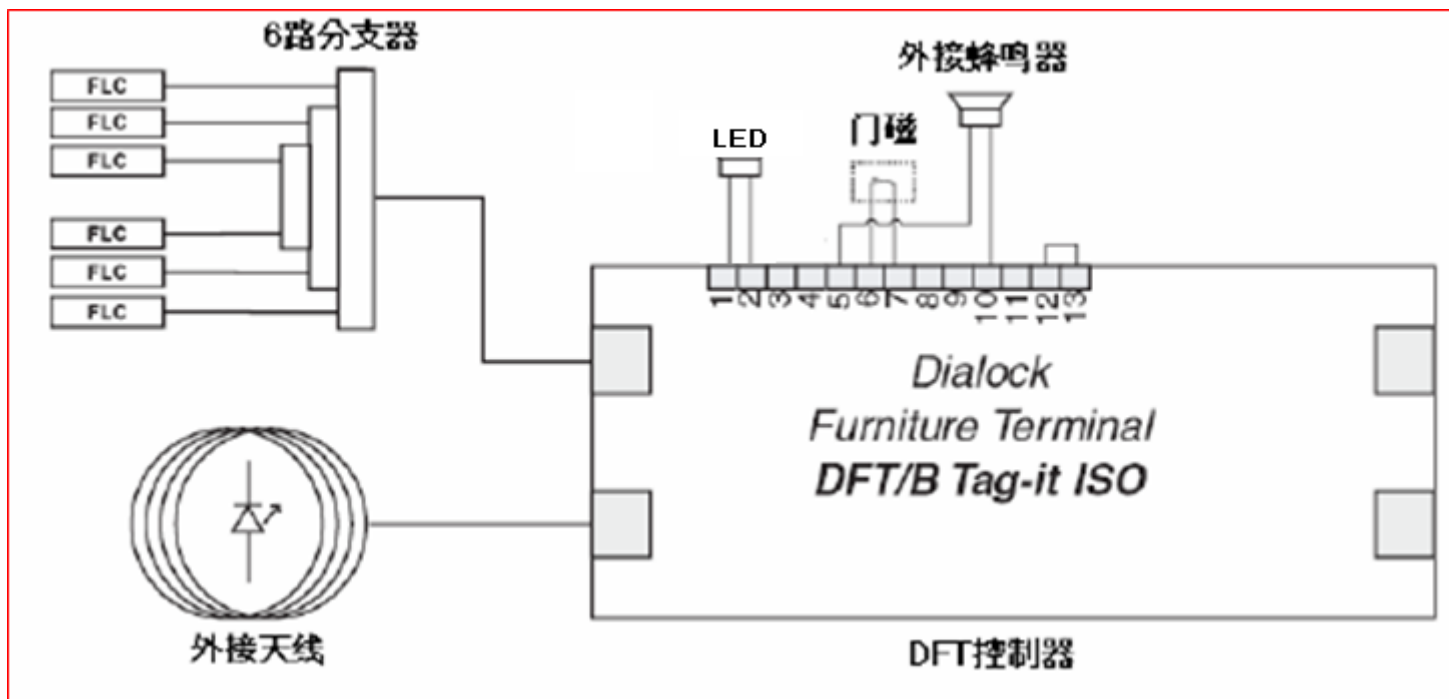 6路分支器
外接蜂鸣器
FLC
FLC
FLC
FLC
FLC
FLC
LED
门磁
1 2 3 4 5 6 7 8 9 10 11 12 13
Dialock
Furniture Terminal
DFT/B Tag-it ISO
外接天线
DFT控制器